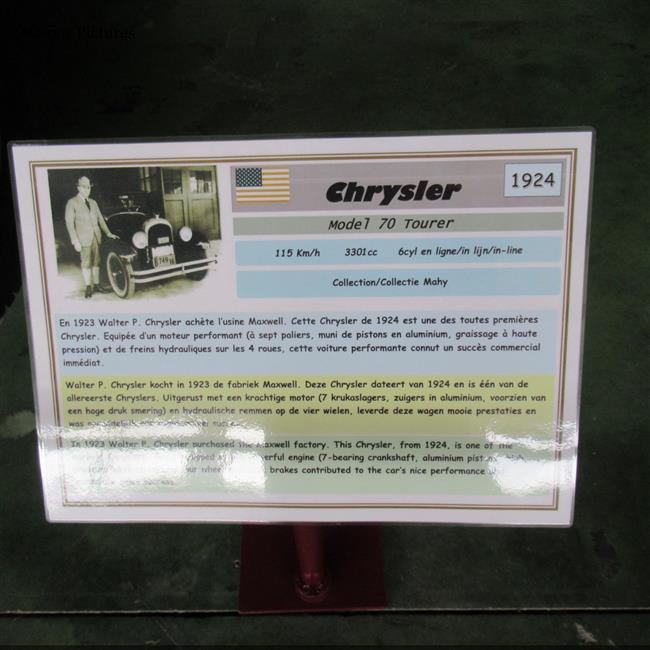 Pictures
Chrysler
1924
Model 70 Tourer
115 Km/h 3301cc 6cyl en ligne/in lijn/in-line
Collection/Collectie Mahy
En 1923 Walter P. Chrysler achète l'usine Maxwell. Cette Chrysler de 1924 est une des toutes premières
Chrysler. Equipée d'un moteur performant (à sept paliers, muni de pistons en aluminium, graissage à haute
pression) et de freins hydrauliques sur les 4 roues, cette voiture performante connut un succès commercial
immédiat.
Walter P. Chrysler kocht in 1923 de fabriek Maxwell. Deze Chrysler dateert van 1924 en is één van de
allereerste Chryslers. Uitgerust met een krachtige motor (7 krukaslagers, zuigers in aluminium, voorzien van
een hoge druk smering) en hydraulische remmen op de vier wielen, leverde deze wagen mooie prestaties en
was
In 1923 Walter P. Chrysler purchased the Maxwell factory. This Chrysler, from 1924, is one of the
engine (7-bearing crankshaft, aluminium
brakes contributed to the car's nice performance